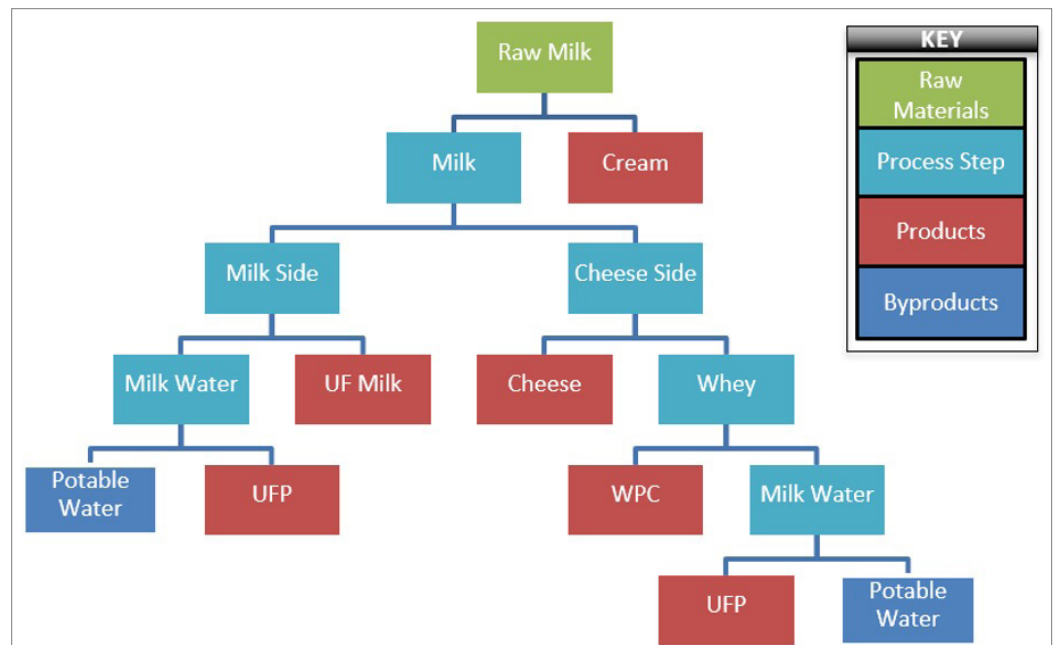 Raw Milk
KEY
Raw
Materials
Process Step
Products
Byproducts
Milk
Cream
Milk Side
Cheese Side
Milk Water
UF Milk
Cheese
Whey
Potable
Water
UFP
WPC
Milk Water
UFP
Potable
Water